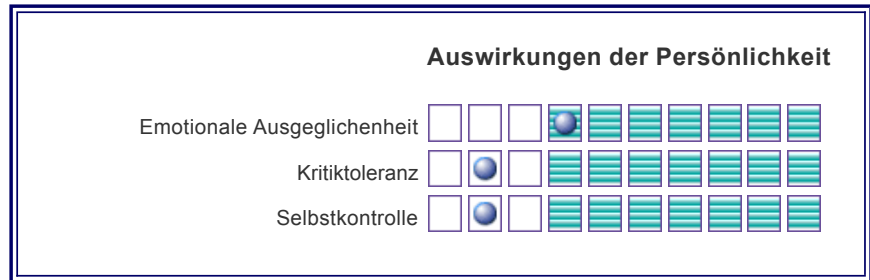 Auswirkungen der Persönlichkeit
Emotionale Ausgeglichenheit
Kritiktoleranz
Selbstkontrolle